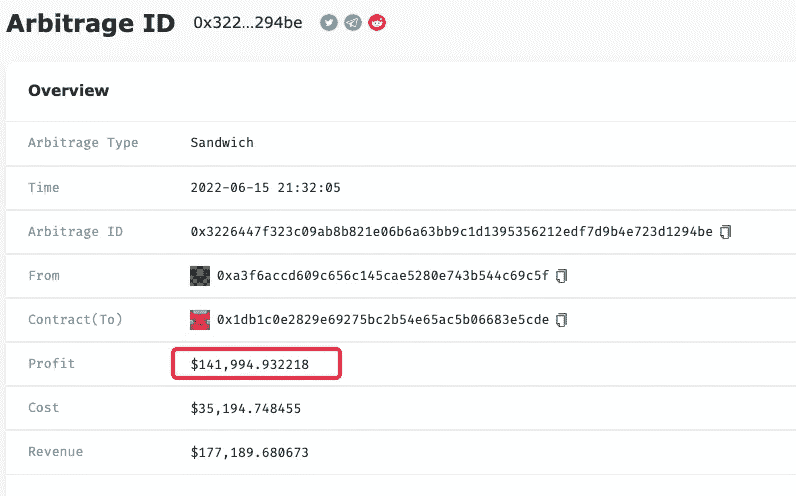 Arbitrage ID 0x322...294be
Overview
Arbitrage Type Sandwich
Time 2022-06-15 21:32:05
Arbitrage ID 0x3226447f323c09ab8b821e06b6a63bb9c1d1395356212edf7d9b4e723d1294be
From 0xa3f6accd609c656c145cae5280e743b544c69c5f
Contract(To) 0x1db1c0e2829e69275bc2b54e65ac5b06683e5cde
Profit $141,994.932218
Cost $35,194.748455
Revenue $177,189.680673